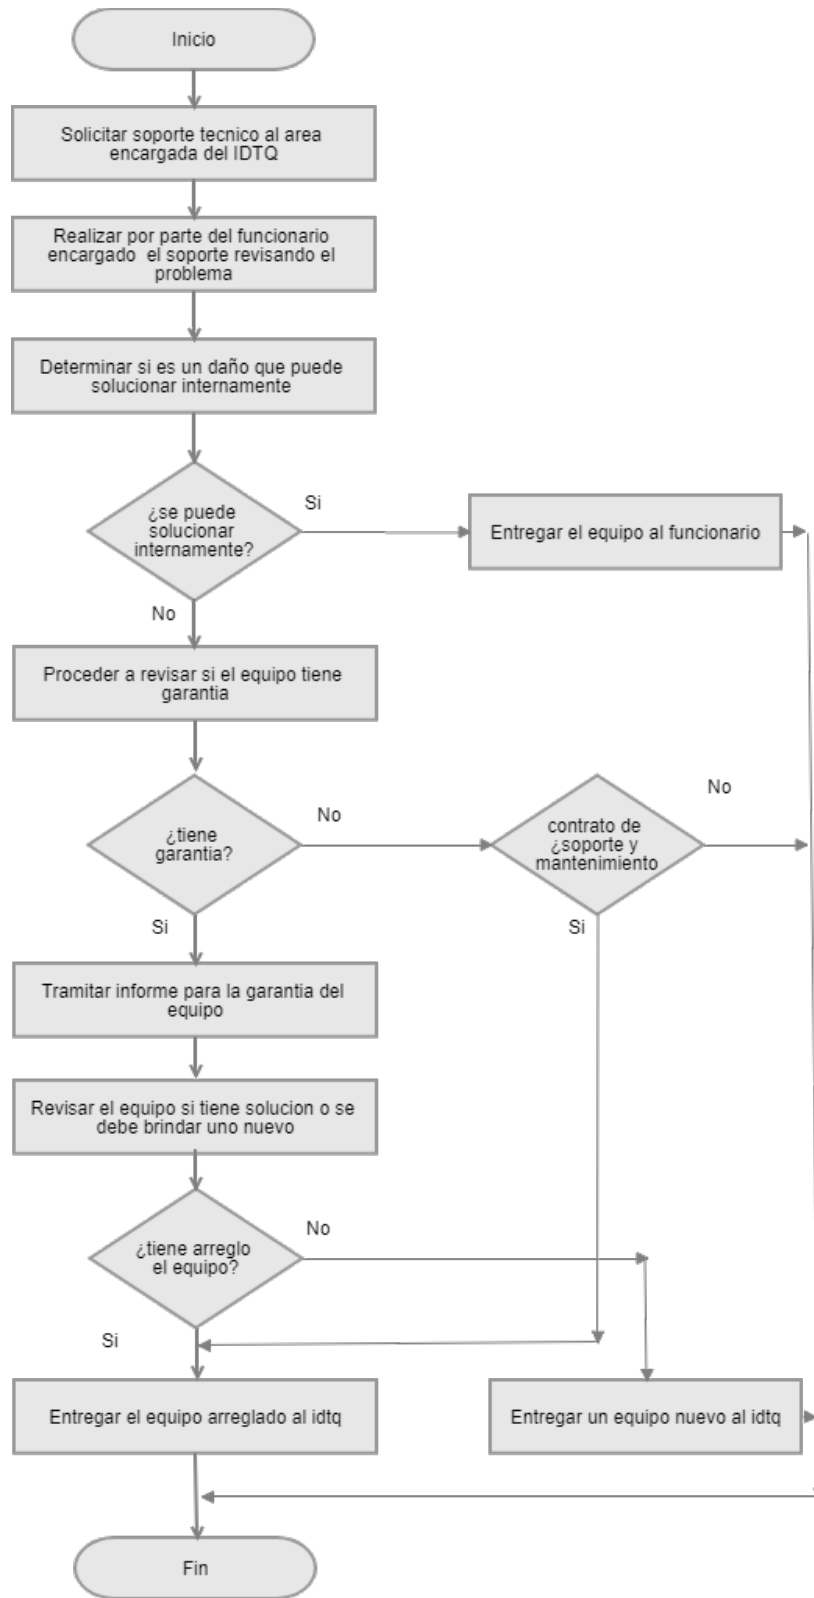 Inicio
Solicitar soporte tecnico al area
encargada del IDTQ
Realizar por parte del funcionario
encargado  el soporte revisando el
problema
Determinar si es un daño que puede
solucionar internamente
¿se puede
solucionar
internamente?
Si
Entregar el equipo al funcionario
No
Proceder a revisar si el equipo tiene
garantia
¿tiene
garantia?
No
contrato de
¿soporte y
mantenimiento
No
Si
Si
Tramitar informe para la garantia del
equipo
Revisar el equipo si tiene solucion o se
debe brindar uno nuevo
¿tiene arreglo
el equipo?
No
Si
Entregar el equipo arreglado al idtq
Entregar un equipo nuevo al idtq
Fin